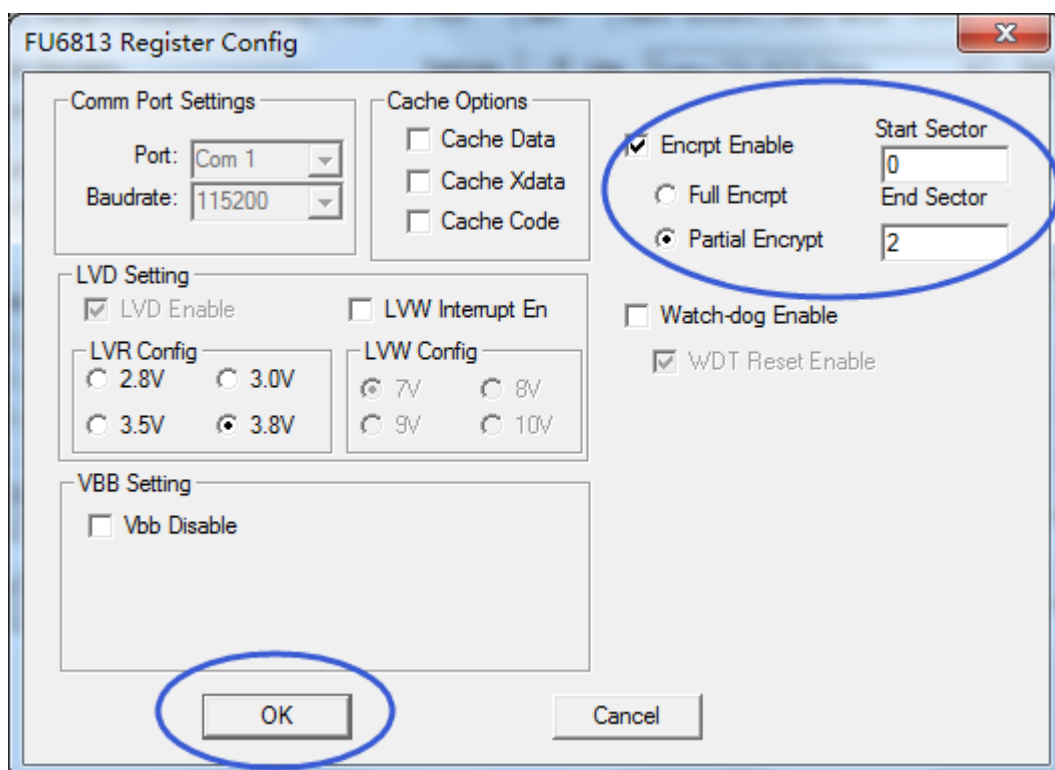 FU6813 Register Config
Comm Port Settings
Port: Com 1
Baudrate: 115200
Cache Options
Cache Data
Cache Xdata
Cache Code
Encrpt Enable
Full Encrpt
Partial Encrypt
Start Sector
0
End Sector
2
LVD Setting
LVD Enable
LVW Interrupt En
LVR Config
2.8V 3.0V
3.5V 3.8V
LVW Config
7V 8V
9V 10V
Watch-dog Enable
WDT Reset Enable
VBB Setting
Vbb Disable
OK
Cancel